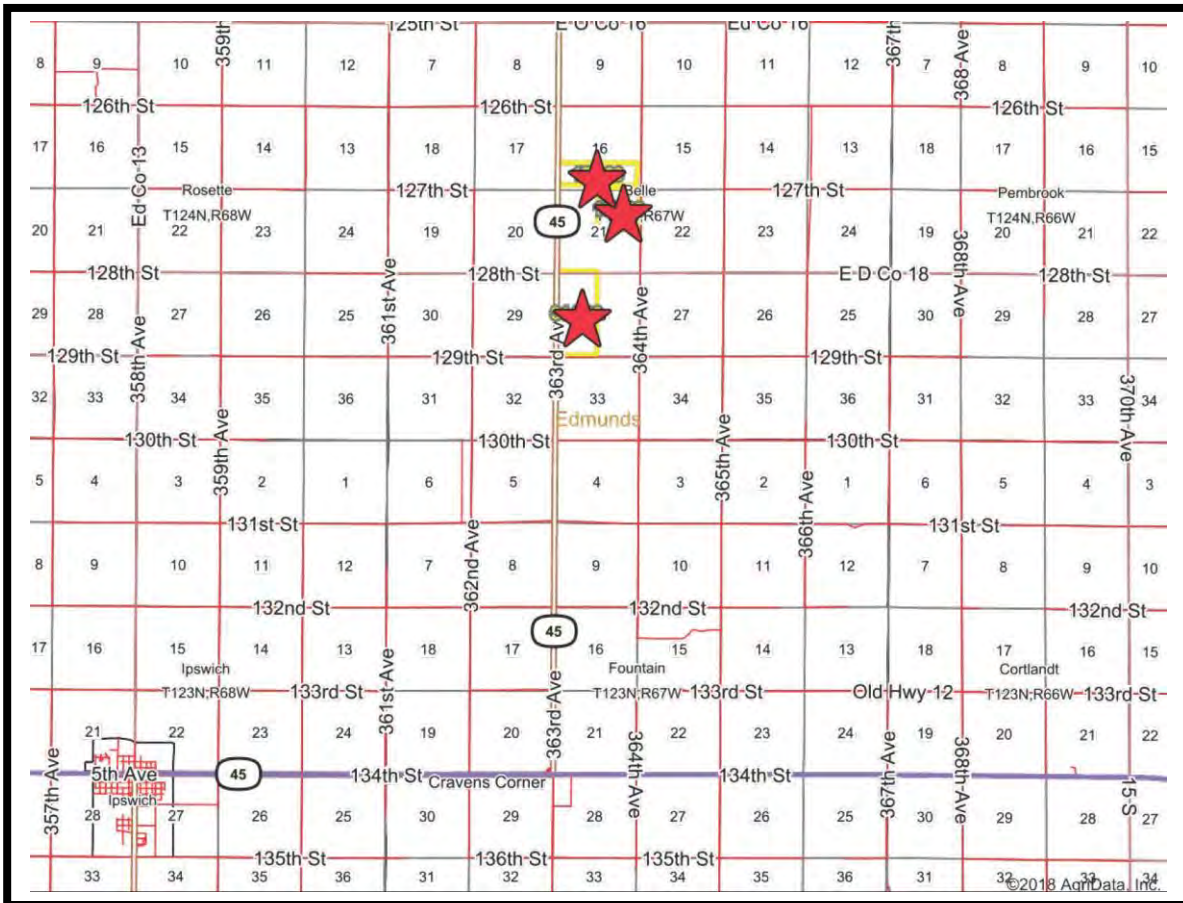 125th St E O Co 16 Ed Co 16
359th 367th 368 Ave
8 9 10 11 12 7 8 9 10 11 12 7 8 9 10
126th St 126th St 126th St
17 16 15 14 13 18 17 16 15 14 13 18 17 16 15
Ed Co 13
Rosette 127th St Belle 127th St Pembrook
T124N,R68W 45 R67W T124N,R66W
20 21 22 23 24 19 20 21 22 23 24 19 20 21 22
128th St 128th St E D Co 18 128th St
358th Ave 361st Ave 363rd Av 364th Ave 368th Ave
29 28 27 26 25 30 29 27 26 25 30 29 28 27
129th St 129th St 129th St
32 33 34 35 36 31 32 33 34 35 36 31 32 33 34
Edmunds
359th Ave 370th Ave
130th St 130th St 130th St
5 4 3 2 1 6 5 4 3 2 1 6 5 4 3
365th Ave
131st St 131st St
362nd Ave 366th Ave
8 9 10 11 12 7 8 9 10 11 12 7 8 9 10
132nd St 132nd St 132nd St
45
17 16 15 14 13 18 17 16 15 14 13 18 17 16 15
Ipswich Fountain Cortlandt
T123N,R68W 133rd St T123N,R67W 133rd St Old Hwy 12 T123N,R66W 133rd St
361st Ave 363rd Ave
21 22 23 24 19 20 21 22 23 24 19 20 21 22
357th Ave 364th Ave 367th Ave 368th Ave
5th Ave 45 134th St Cravens Corner 134th St
Ipswich 15 S
28 27 26 25 30 29 28 27 26 25 30 29 28 27
135th St 136th St 135th St
33 34 35 36 31 32 33 34 35 36 31 32 33 34
©2018 AgriData, Inc.